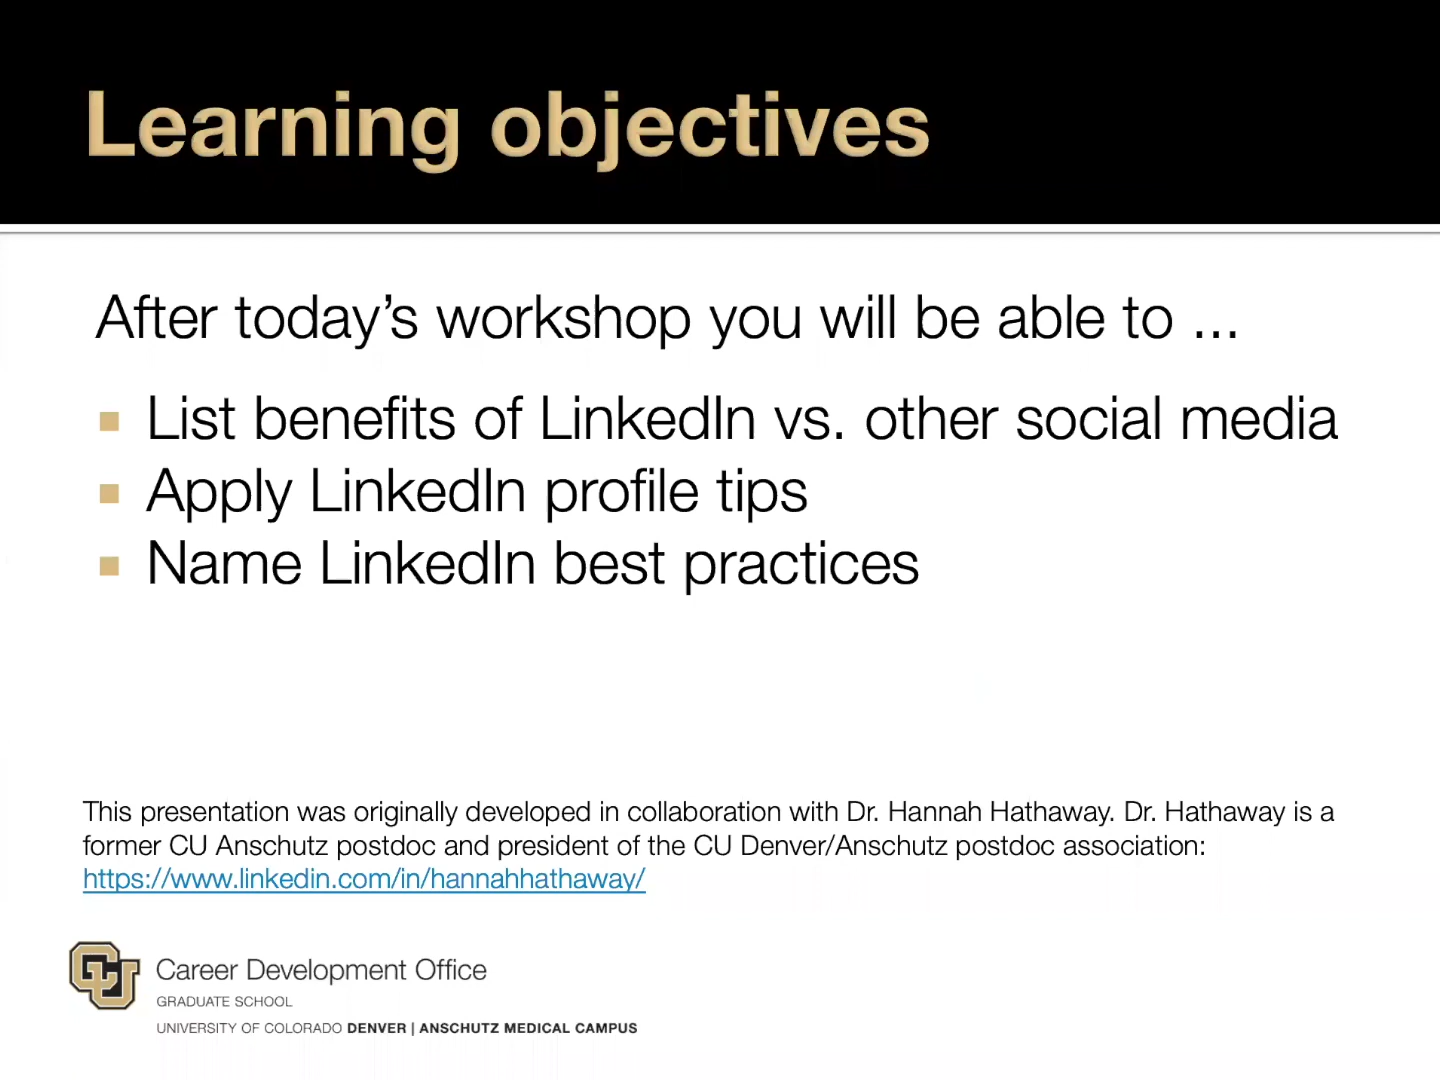 Learning objectives
After today’s workshop you will be able to ...
List benefits of LinkedIn vs. other social media
Apply LinkedIn profile tips
Name LinkedIn best practices
This presentation was originally developed in collaboration with Dr. Hannah Hathaway. Dr. Hathaway is a
former CU Anschutz postdoc and president of the CU Denver/Anschutz postdoc association:
https://www.linkedin.com/in/hannahhathaway/
CU
Career Development Office
GRADUATE SCHOOL
UNIVERSITY OF COLORADO DENVER | ANSCHUTZ MEDICAL CAMPUS